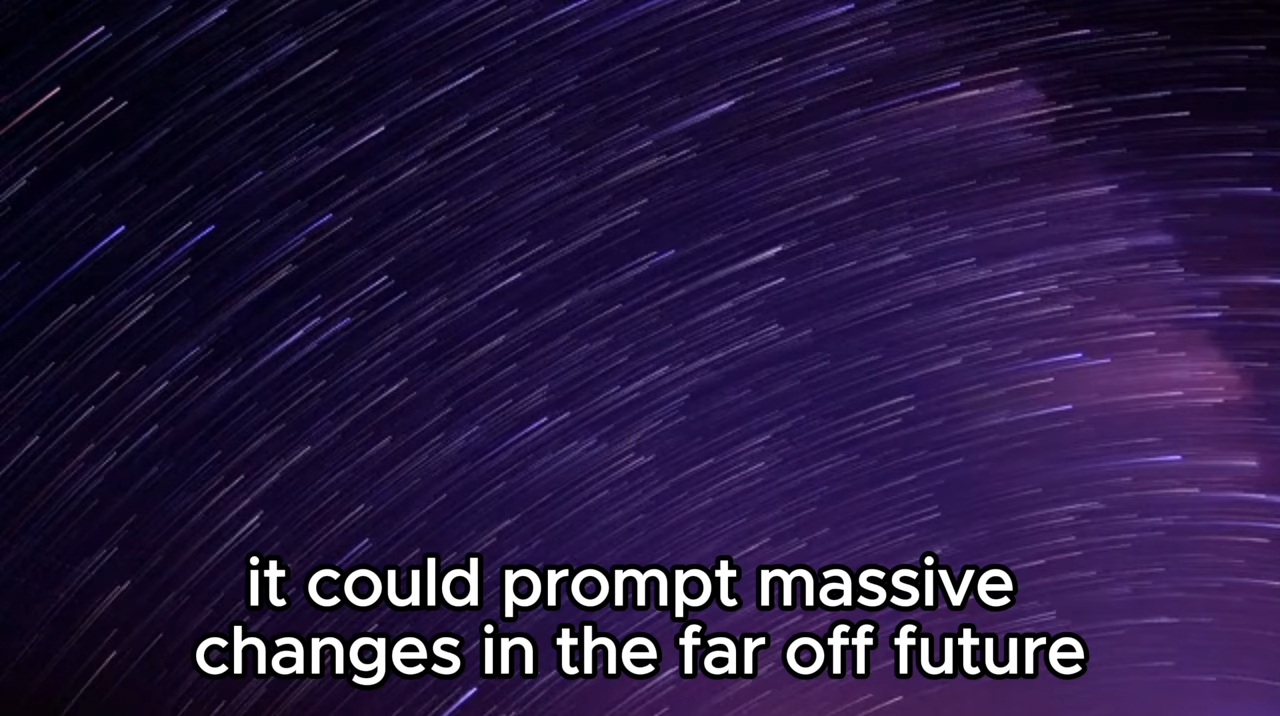 it could prompt massive
changes in the far off future